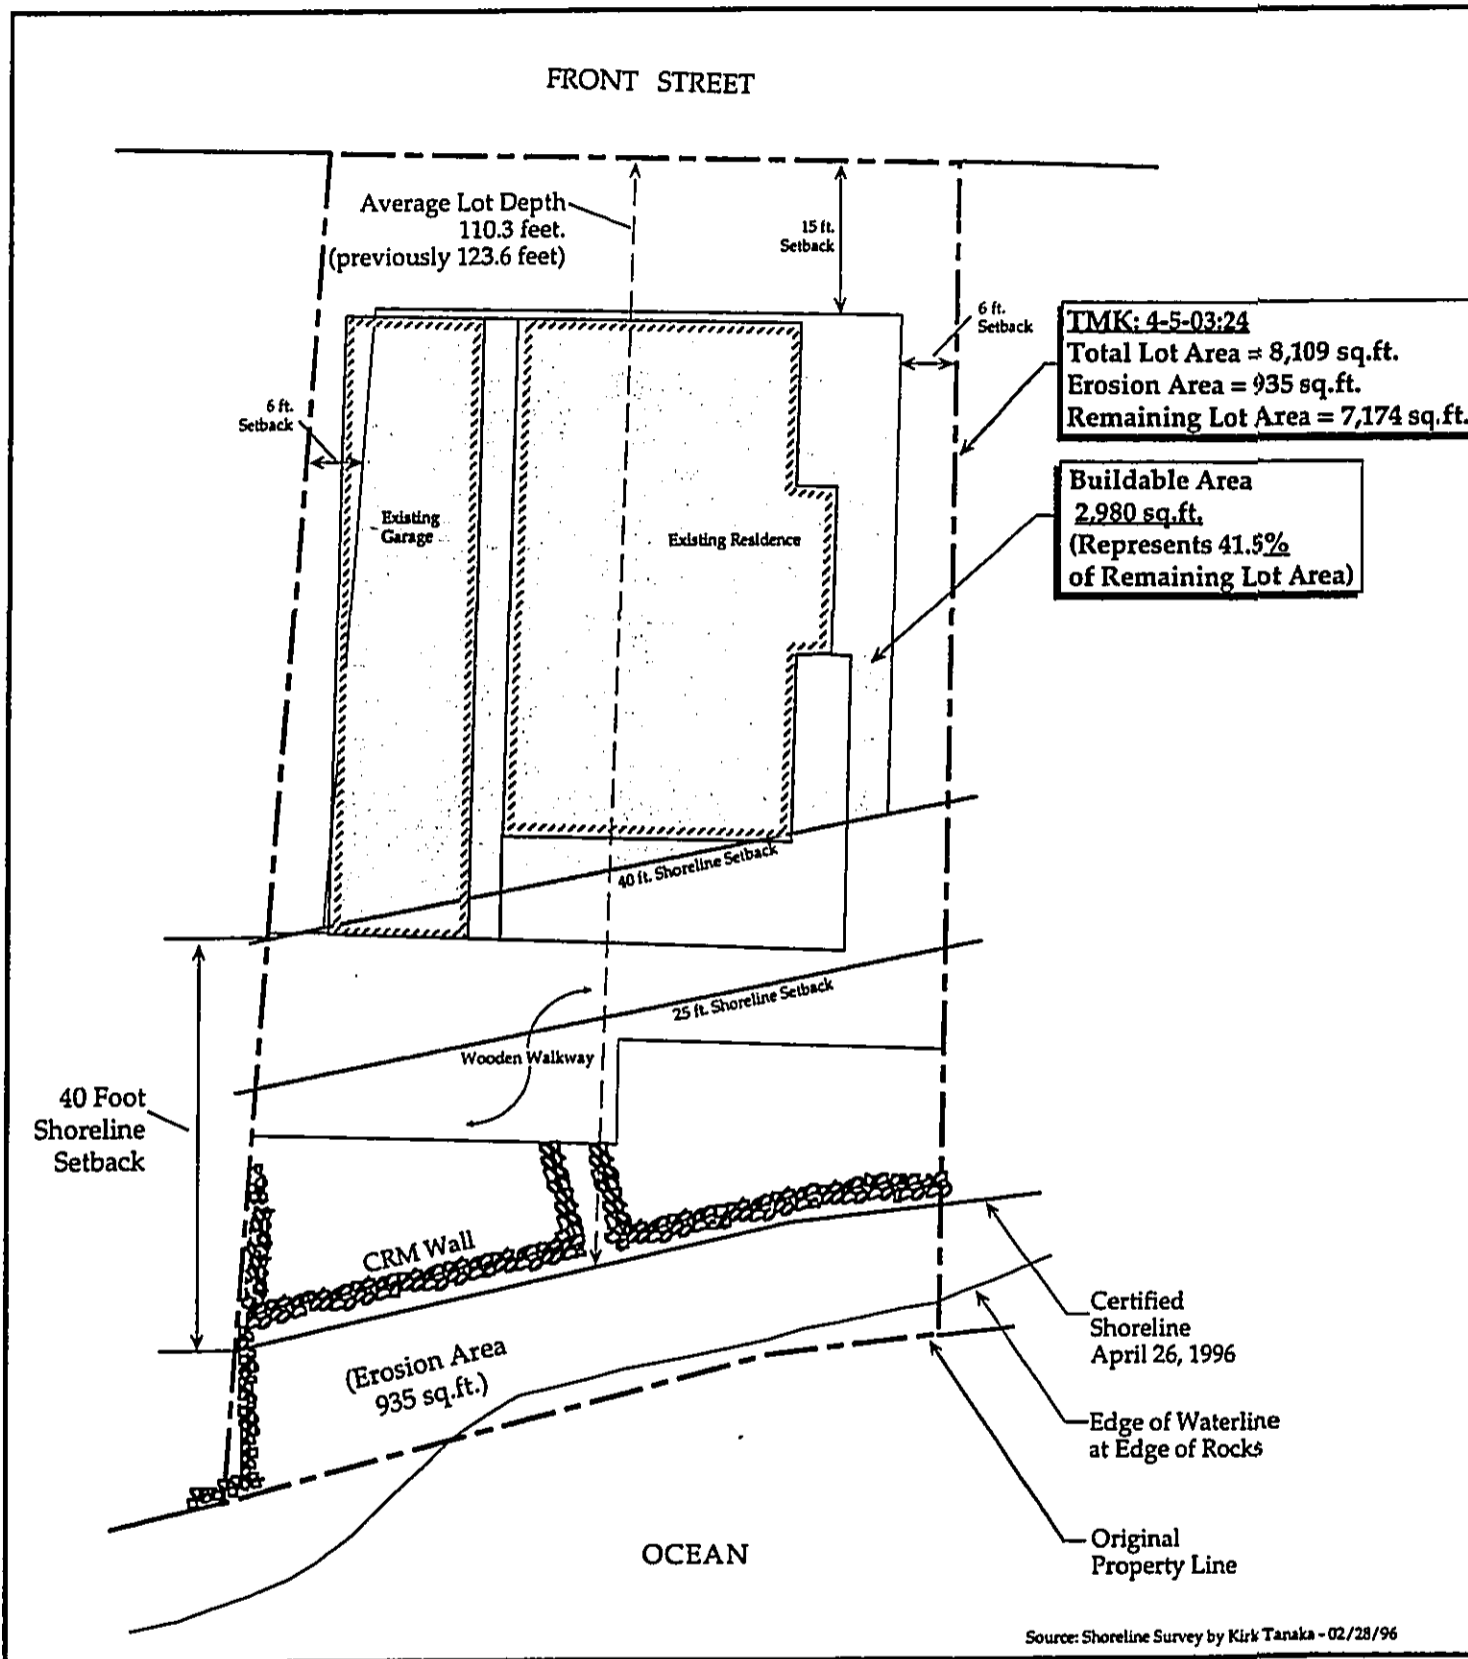 FRONT STREET
Average Lot Depth
110.3 feet.
(previously 123.6 feet)
15 ft.
Setback
6 ft.
Setback
TMK: 4-5-03:24
Total Lot Area = 8,109 sq.ft.
Erosion Area = 935 sq.ft.
Remaining Lot Area = 7,174 sq.ft.
6 ft.
Setback
Buildable Area
2,980 sq.ft.
(Represents 41.5%
of Remaining Lot Area)
Existing
Garage
Existing Residence
40 ft. Shoreline Setback
25 ft. Shoreline Setback
Wooden Walkway
40 Foot
Shoreline
Setback
CRM Wall
(Erosion Area
935 sq.ft.)
Certified
Shoreline
April 26, 1996
Edge of Waterline
at Edge of Rocks
Original
Property Line
OCEAN
Source: Shoreline Survey by Kirk Tanaka - 02/28/96